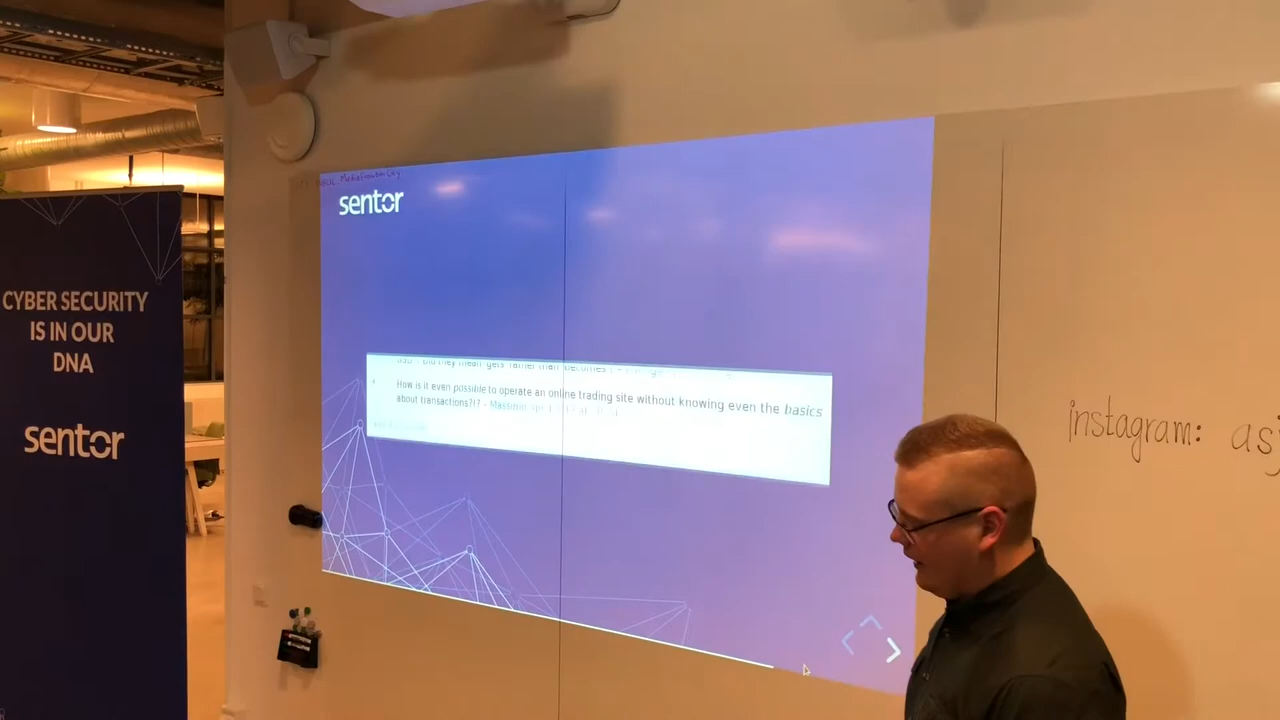 CYBER SECURITY
IS IN OUR
DNA
sentor
sentor
How is it even possible to operate an online trading site without knowing even the basics
about transactions?!? –
instagram: